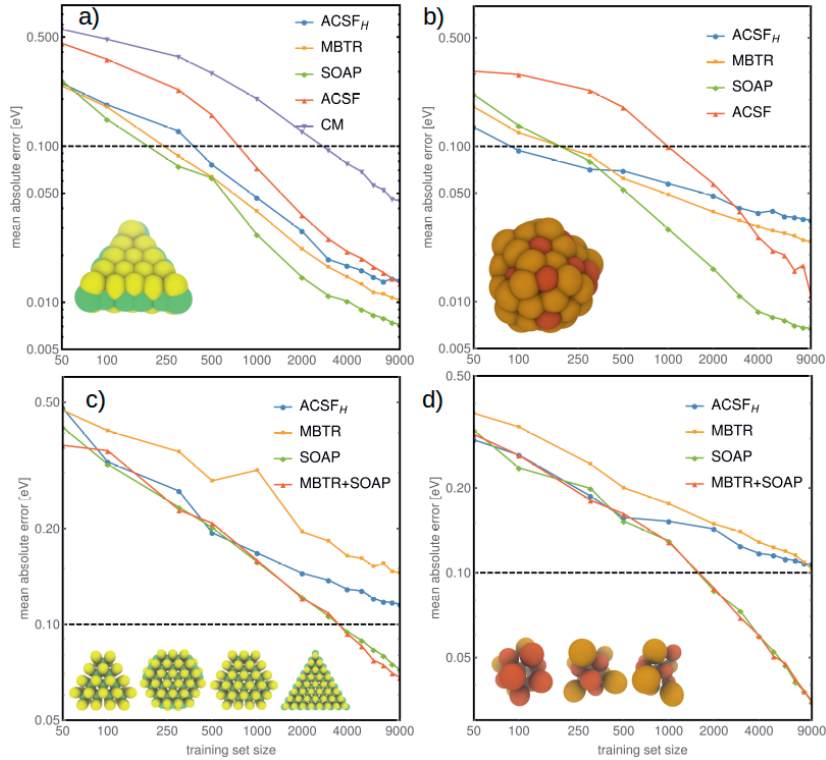 a)
ACSF_H
MBTR
SOAP
ACSF
CM
mean absolute error [eV]
0.500
0.100
0.050
0.010
0.005
50 100 250 500 1000 2000 4000 9000
b)
ACSF_H
MBTR
SOAP
ACSF
mean absolute error [eV]
0.500
0.100
0.050
0.010
0.005
50 100 250 500 1000 2000 4000 9000
c)
ACSF_H
MBTR
SOAP
MBTR+SOAP
mean absolute error [eV]
0.50
0.20
0.10
0.05
50 100 250 500 1000 2000 4000 9000
training set size
d)
ACSF_H
MBTR
SOAP
MBTR+SOAP
mean absolute error [eV]
0.50
0.20
0.10
0.05
50 100 250 500 1000 2000 4000 9000
training set size